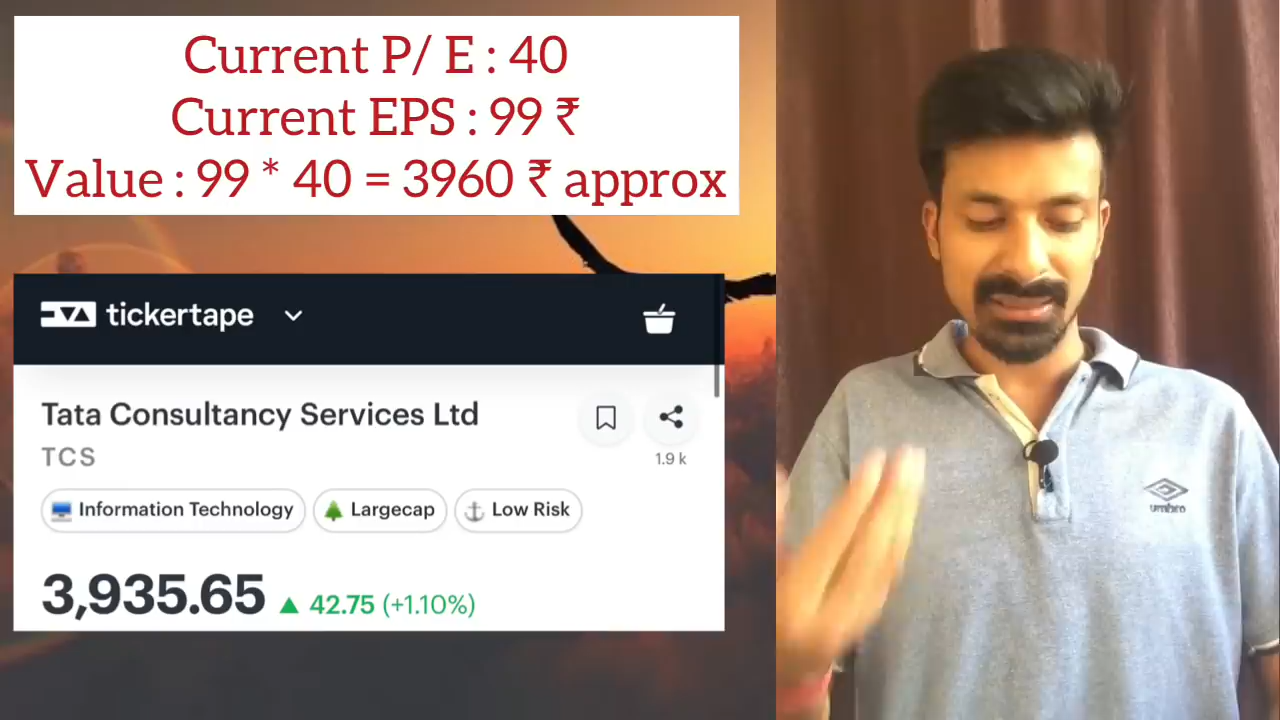 Current P/ E : 40
Current EPS : 99 ₹
Value : 99 * 40 = 3960 ₹ approx
tickertape
Tata Consultancy Services Ltd
TCS
1.9 k
Information Technology
Largecap
Low Risk
3,935.65 ▲ 42.75 (+1.10%)
umbro